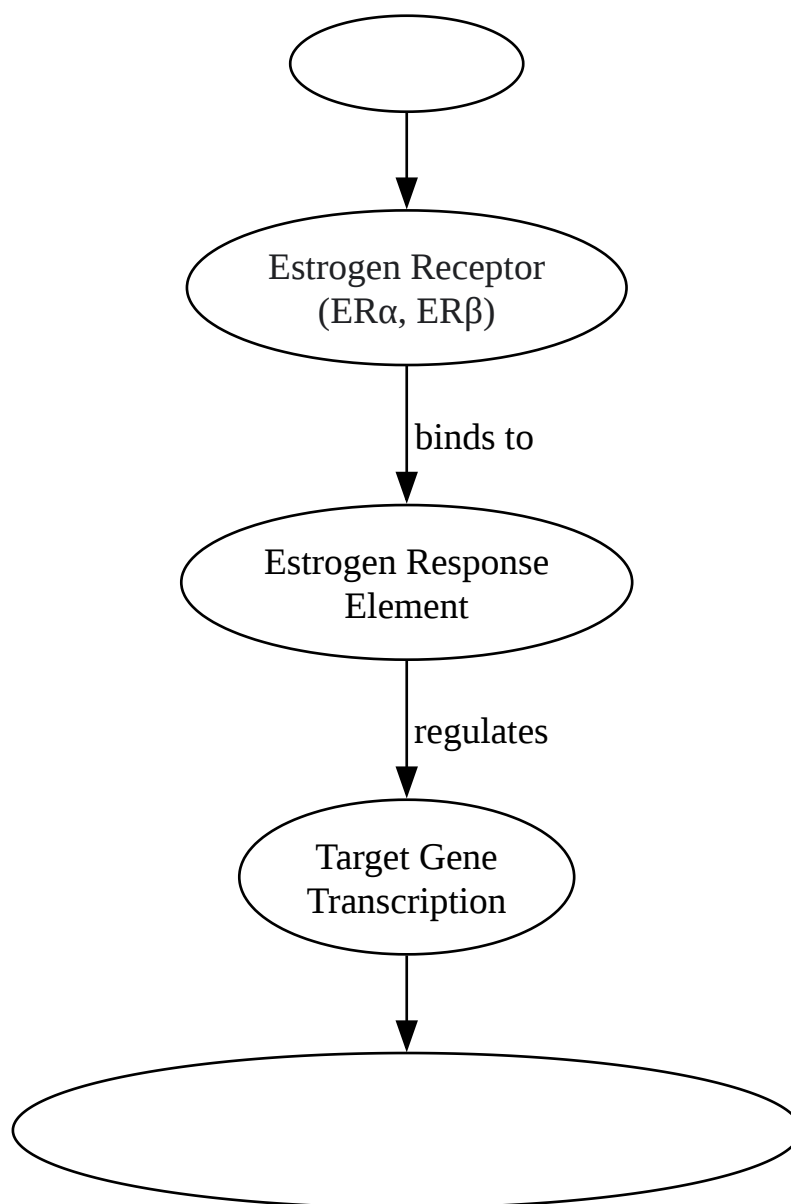 Estrogen Receptor
(ERα, ERβ)
binds to
Estrogen Response
Element
regulates
Target Gene
Transcription